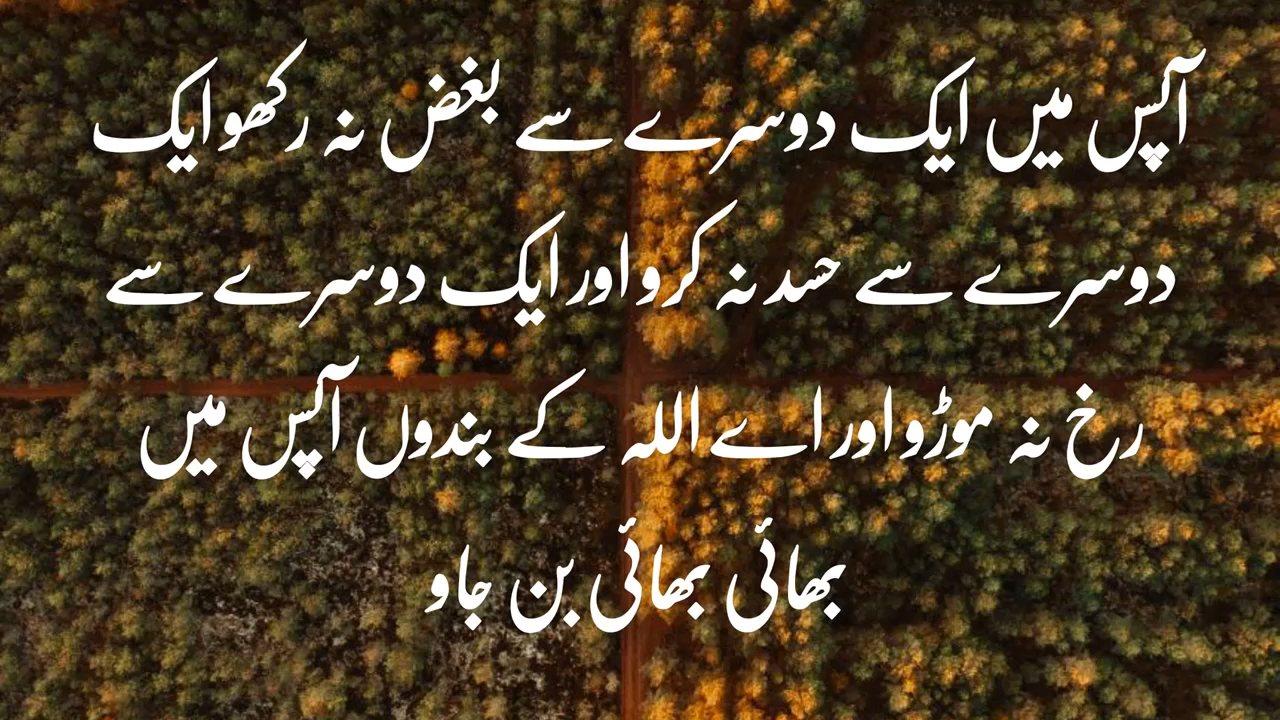 آپس میں ایک دوسرے سے بغض نہ رکھو ایک
دوسرے سے حسد نہ کرو اور ایک دوسرے سے
رخ نہ موڑو اور اے اللہ کے بندوں آپس میں
بھائی بھائی بن جاو